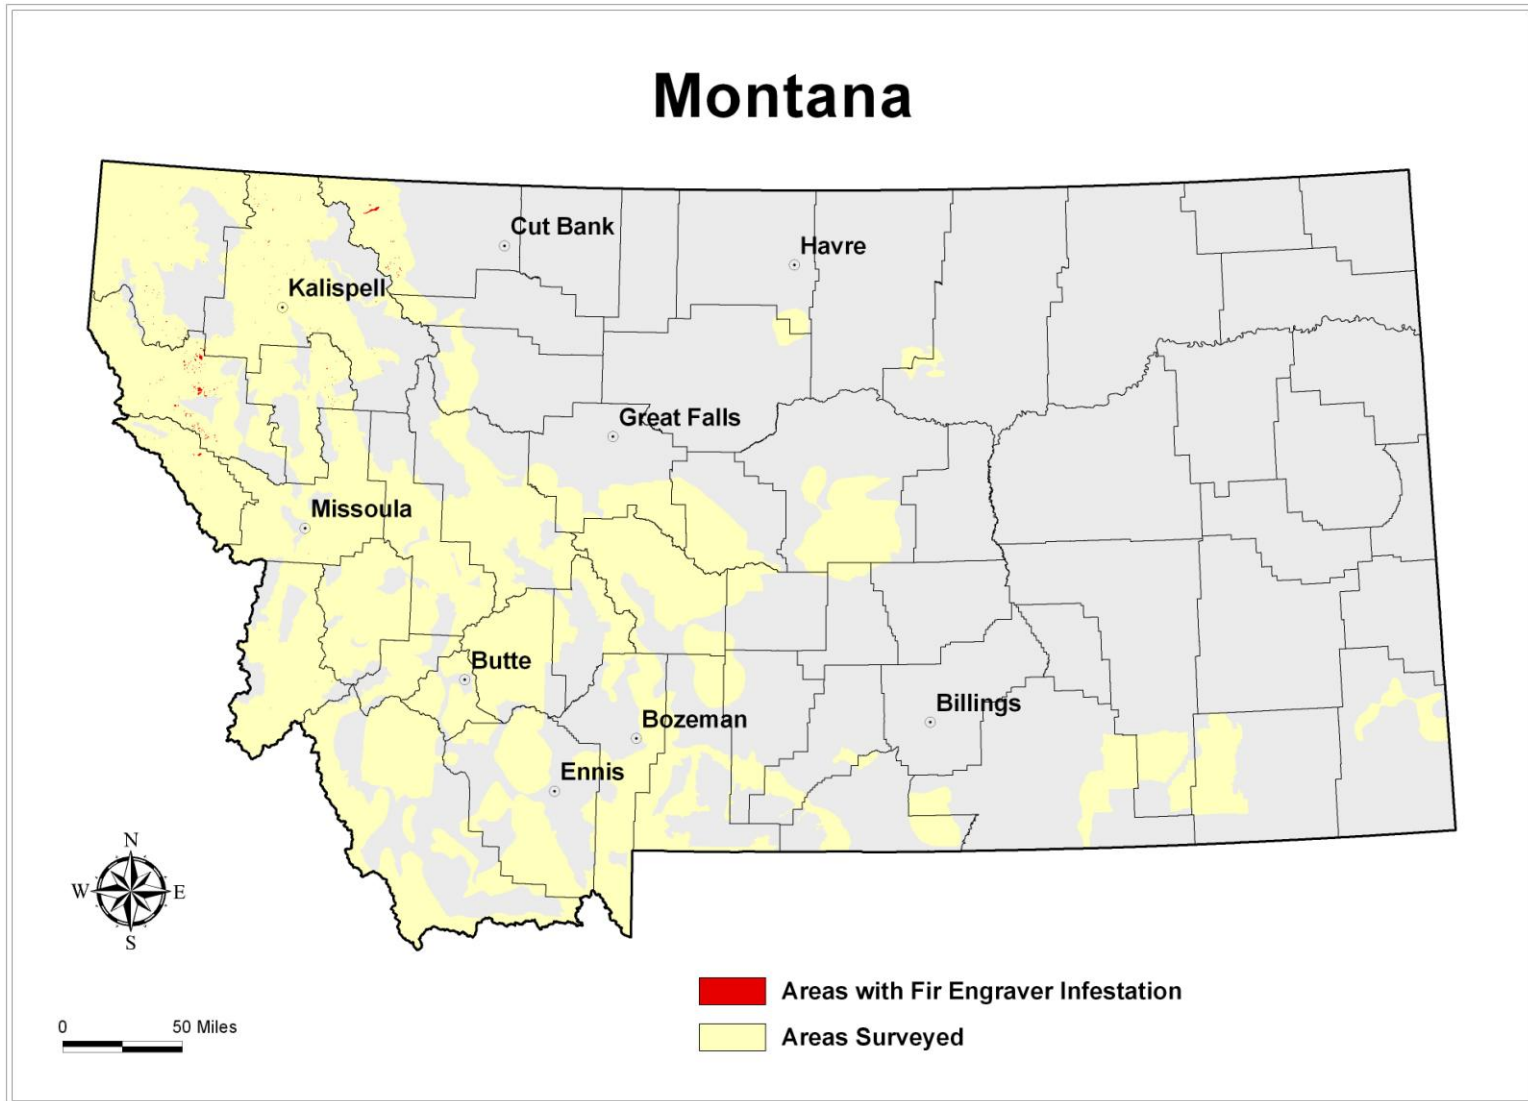 Montana
Cut Bank
Havre
Kalispell
Great Falls
Missoula
Butte
Billings
Bozeman
Ennis
N
W E
S
Areas with Fir Engraver Infestation
0 50 Miles
Areas Surveyed